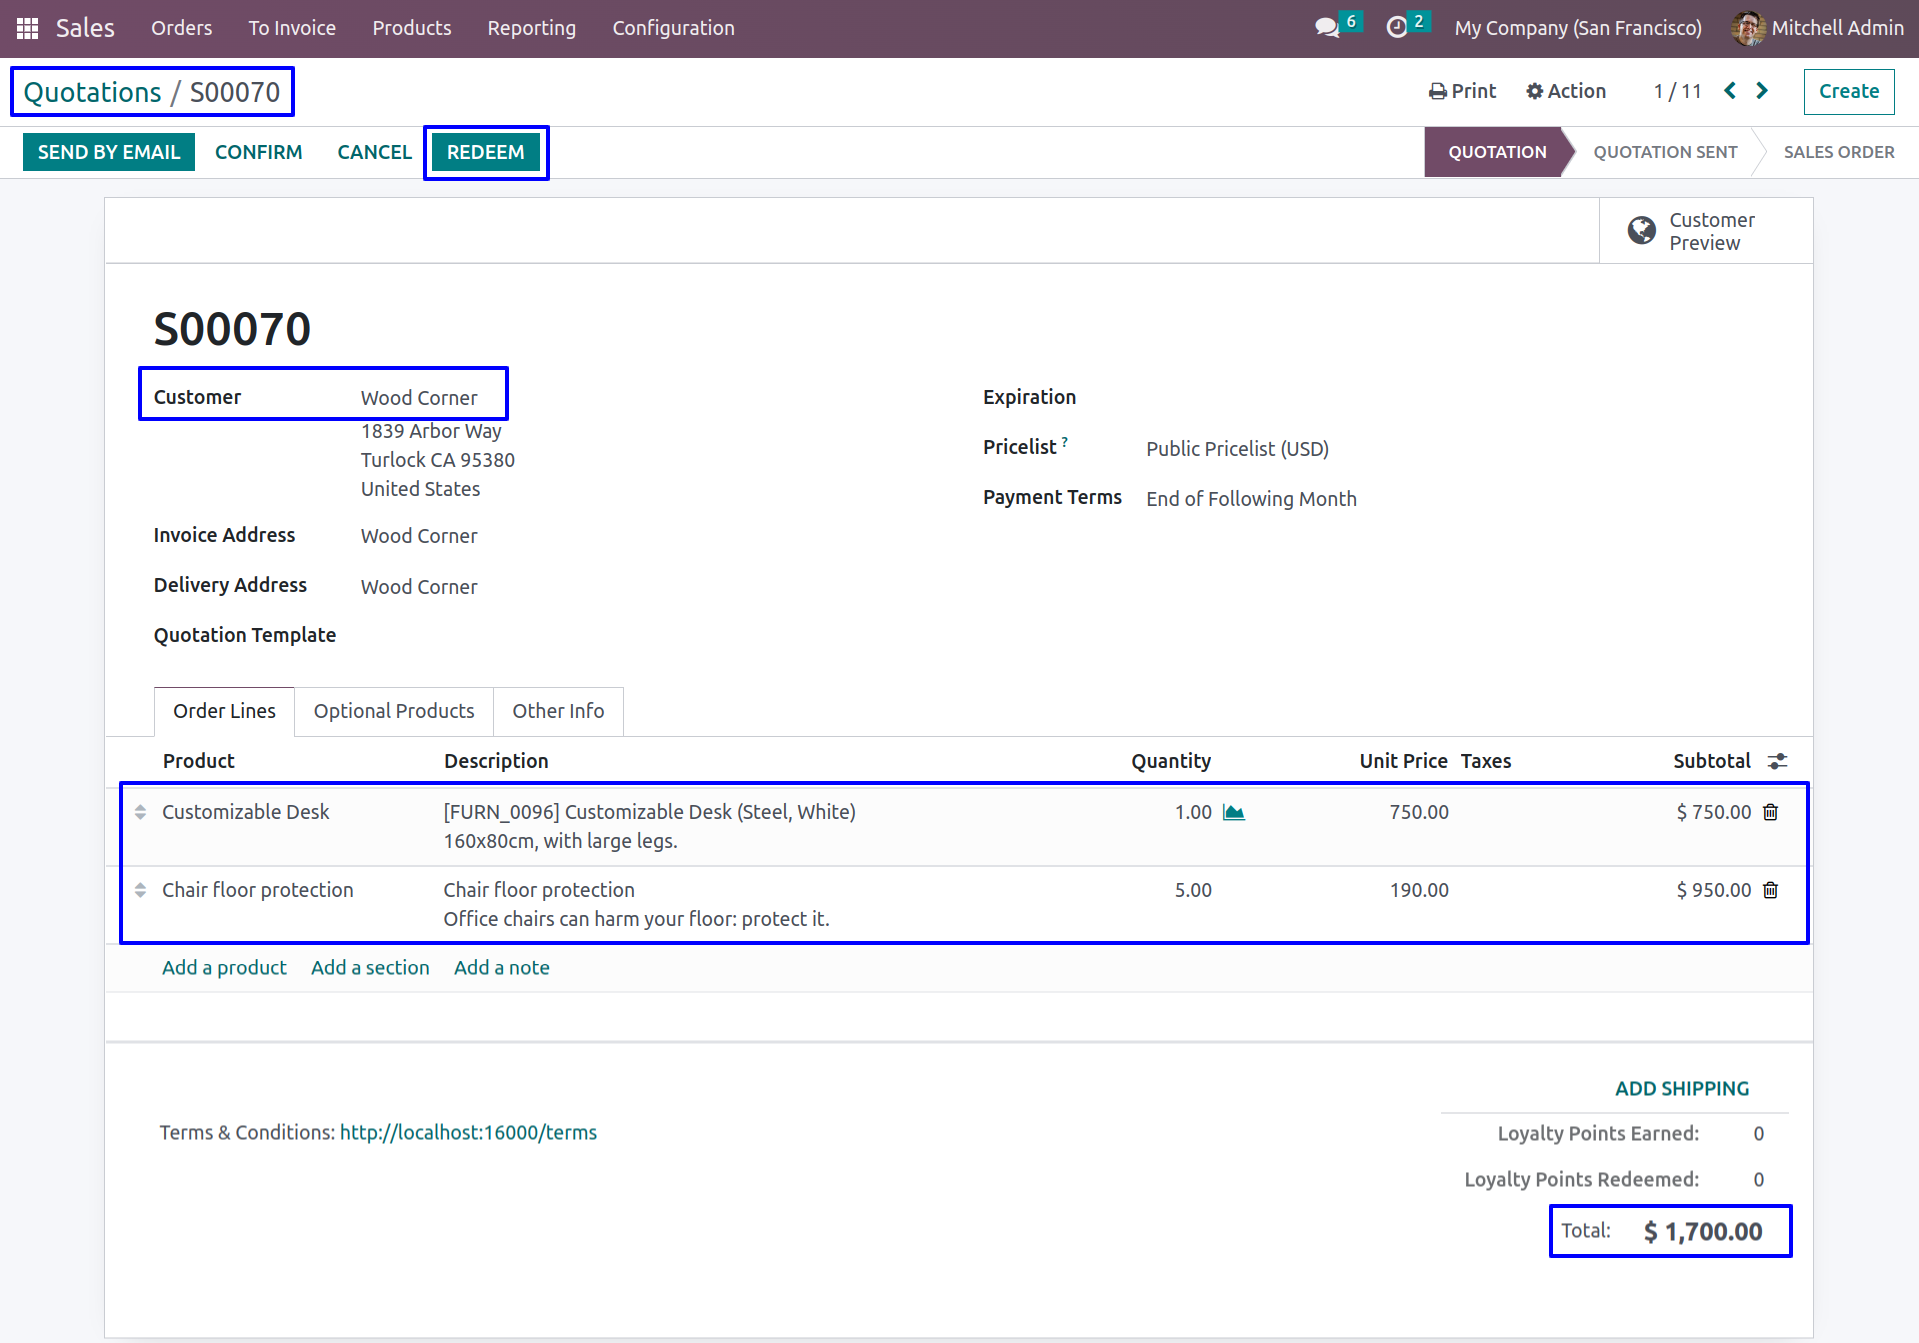 Sales Orders To Invoice Products Reporting Configuration 6 2 My Company (San Francisco) Mitchell Admin
Quotations / S00070 Print Action 1 / 11 Create
SEND BY EMAIL CONFIRM CANCEL REDEEM QUOTATION QUOTATION SENT SALES ORDER
Customer
Preview
S00070
Customer Wood Corner Expiration
1839 Arbor Way
Turlock CA 95380
United States
Pricelist ? Public Pricelist (USD)
Payment Terms End of Following Month
Invoice Address Wood Corner
Delivery Address Wood Corner
Quotation Template
Order Lines Optional Products Other Info
Product Description Quantity Unit Price Taxes Subtotal
Customizable Desk [FURN_0096] Customizable Desk (Steel, White) 1.00 750.00 $ 750.00
160x80cm, with large legs.
Chair floor protection Chair floor protection 5.00 190.00 $ 950.00
Office chairs can harm your floor: protect it.
Add a product Add a section Add a note
ADD SHIPPING
Terms & Conditions: http://localhost:16000/terms Loyalty Points Earned: 0
Loyalty Points Redeemed: 0
Total: $ 1,700.00